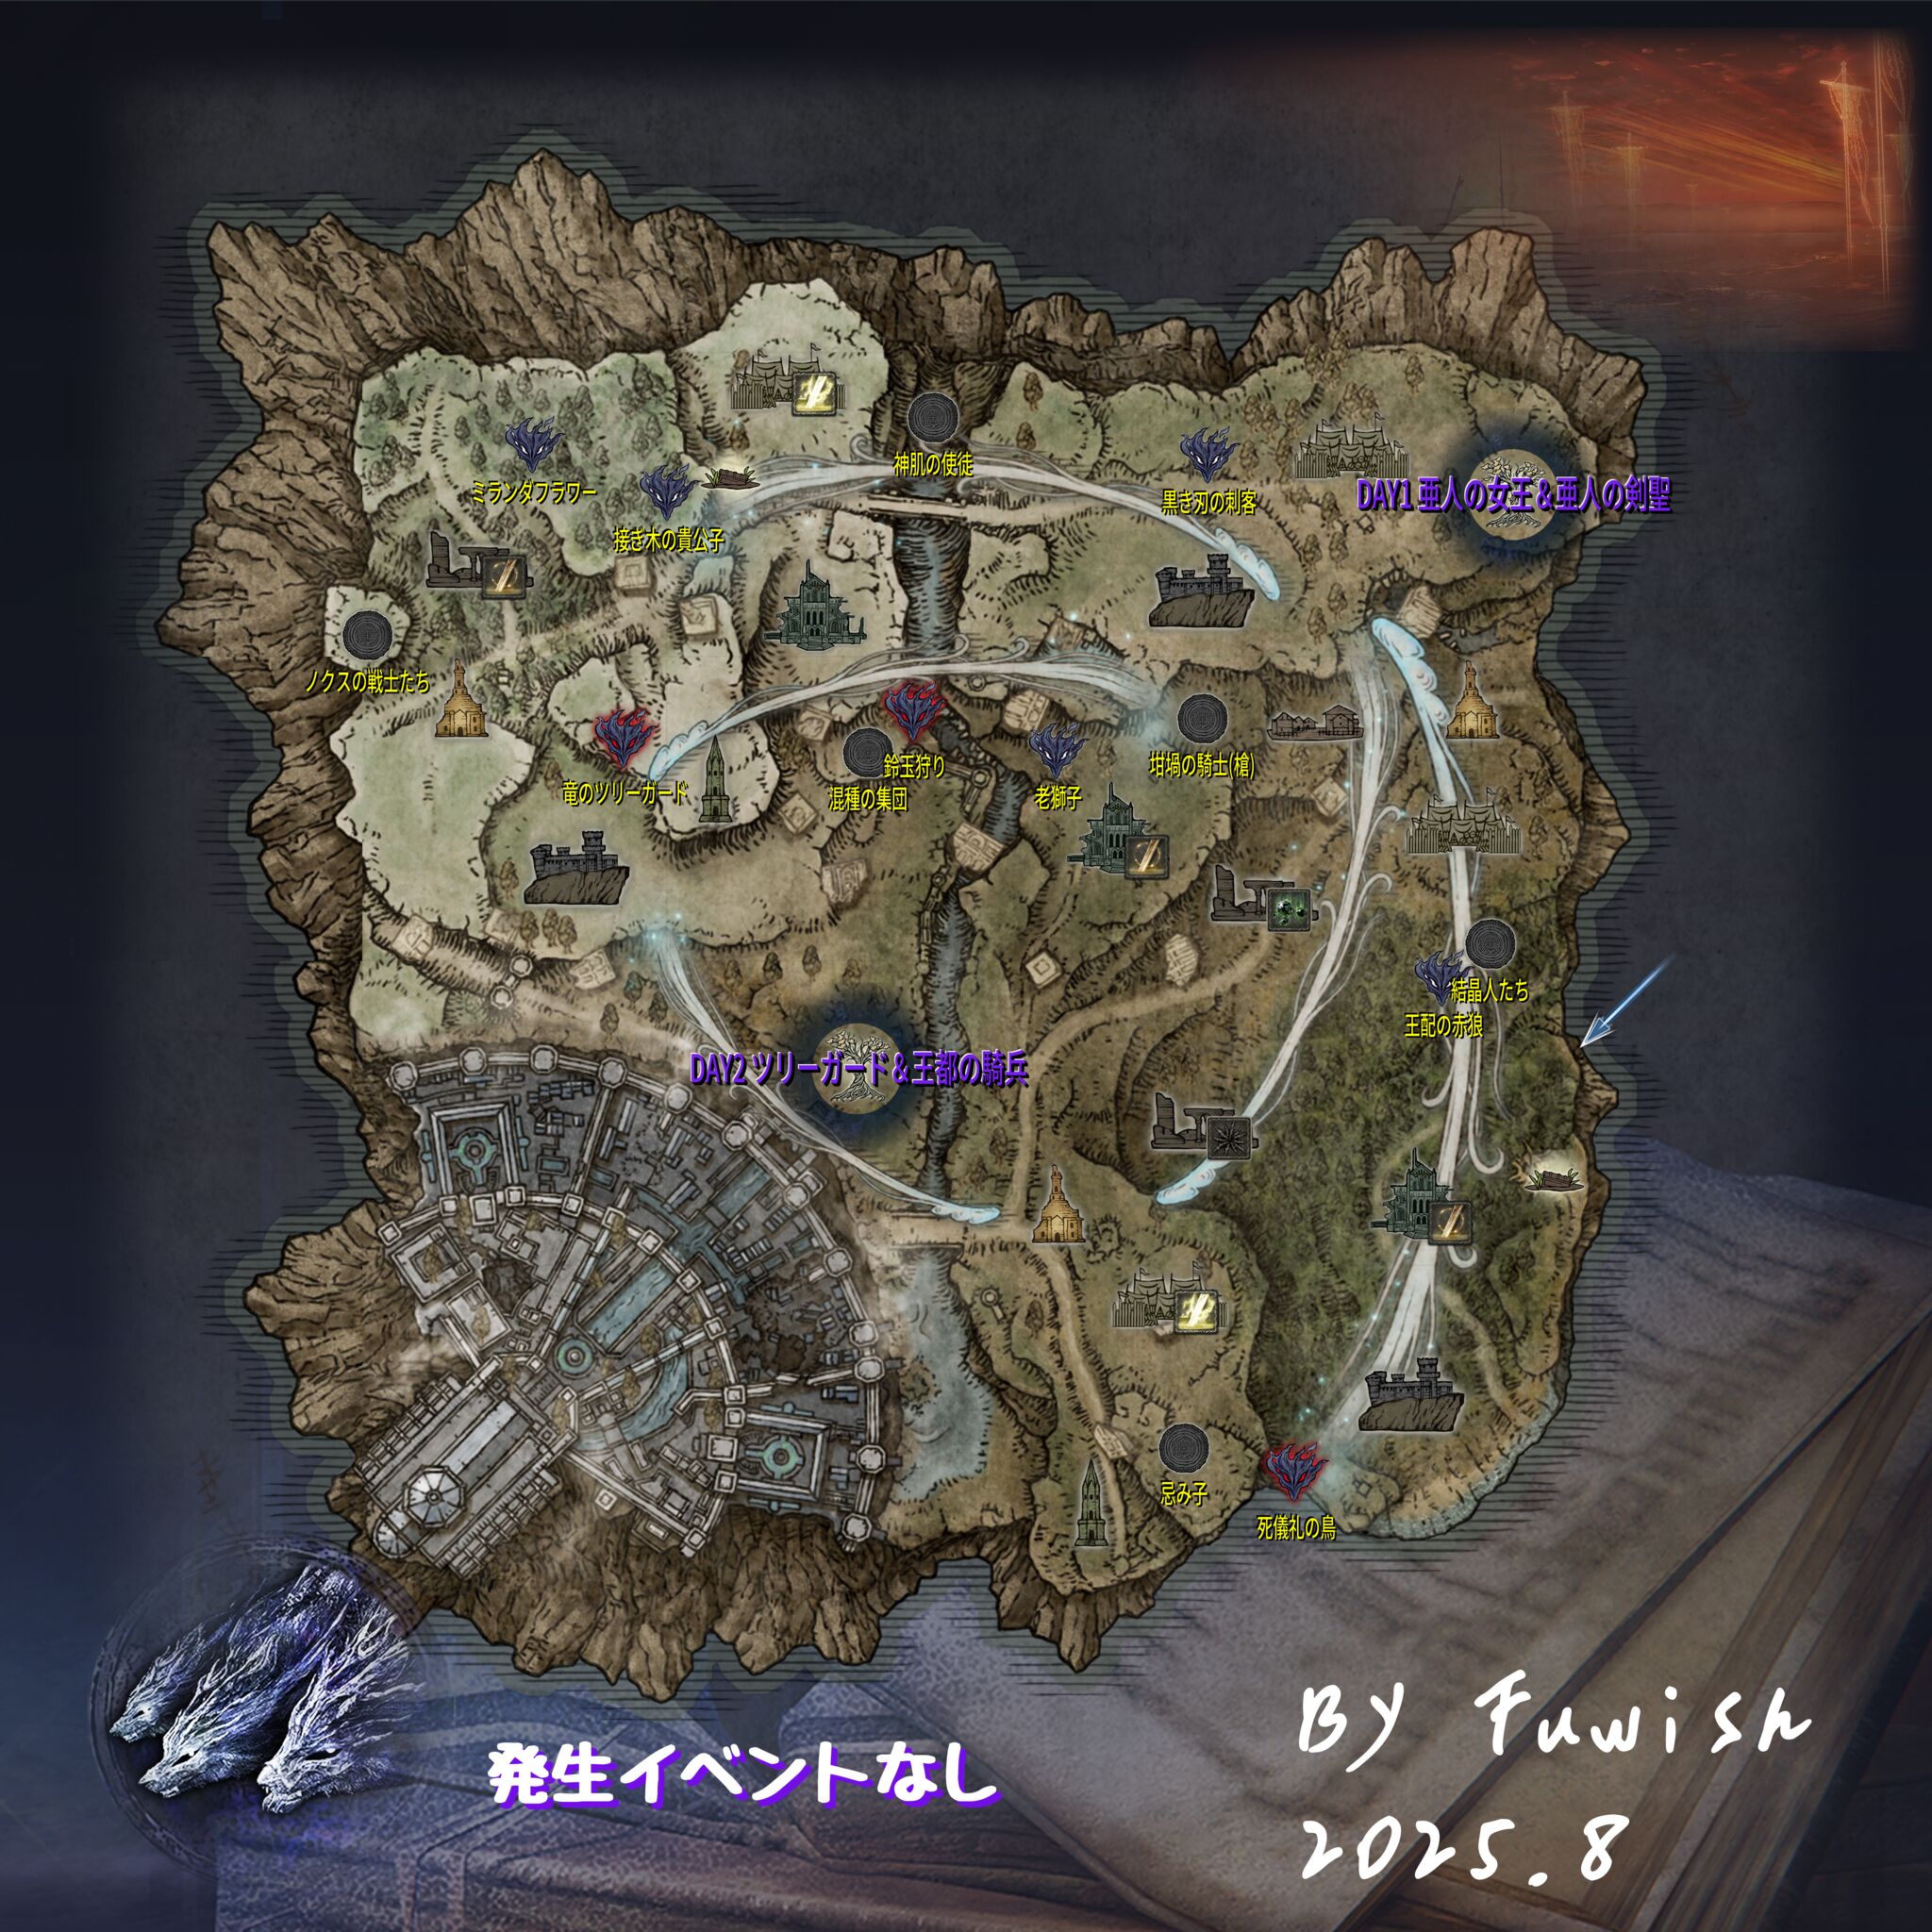 神肌の使徒
ミランダフラワー
接ぎ木の貴公子
黒き刃の刺客
DAY1 亜人の女王&亜人の剣聖
ノクスの戦士たち
竜のツリーガード
鈴玉狩り
混種の集団
老獅子
坩堝の騎士(槍)
結晶人たち
王配の赤狼
DAY2 ツリーガード&王都の騎兵
忌み子
死儀礼の鳥
発生イベントなし
BY Fuwish
2025.8